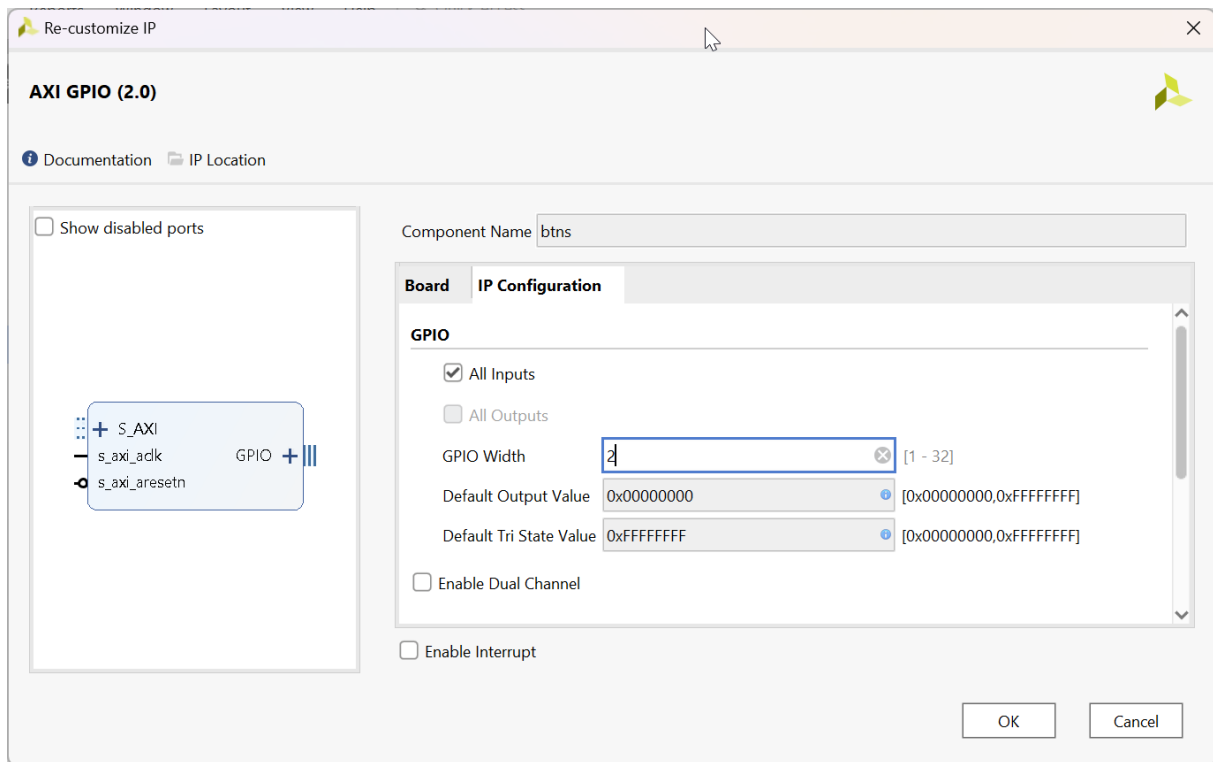 Re-customize IP
AXI GPIO (2.0)
Documentation IP Location
Show disabled ports
S_AXI
s_axi_aclk
GPIO
s_axi_aresetn
Component Name btns
Board IP Configuration
GPIO
All Inputs
All Outputs
GPIO Width 2 [1 - 32]
Default Output Value 0x00000000 [0x00000000,0xFFFFFFFF]
Default Tri State Value 0xFFFFFFFF [0x00000000,0xFFFFFFFF]
Enable Dual Channel
Enable Interrupt
OK Cancel